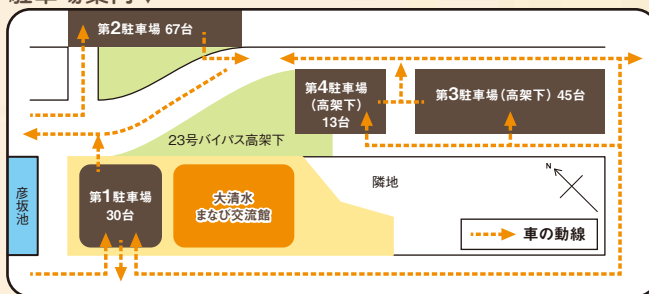 駐車場案内
第2駐車場 67台
第4駐車場
(高架下)
13台
第3駐車場(高架下) 45台
23号バイパス高架下
彦坂池
第1駐車場
30台
大清水
まなび交流館
隣地
N
車の動線